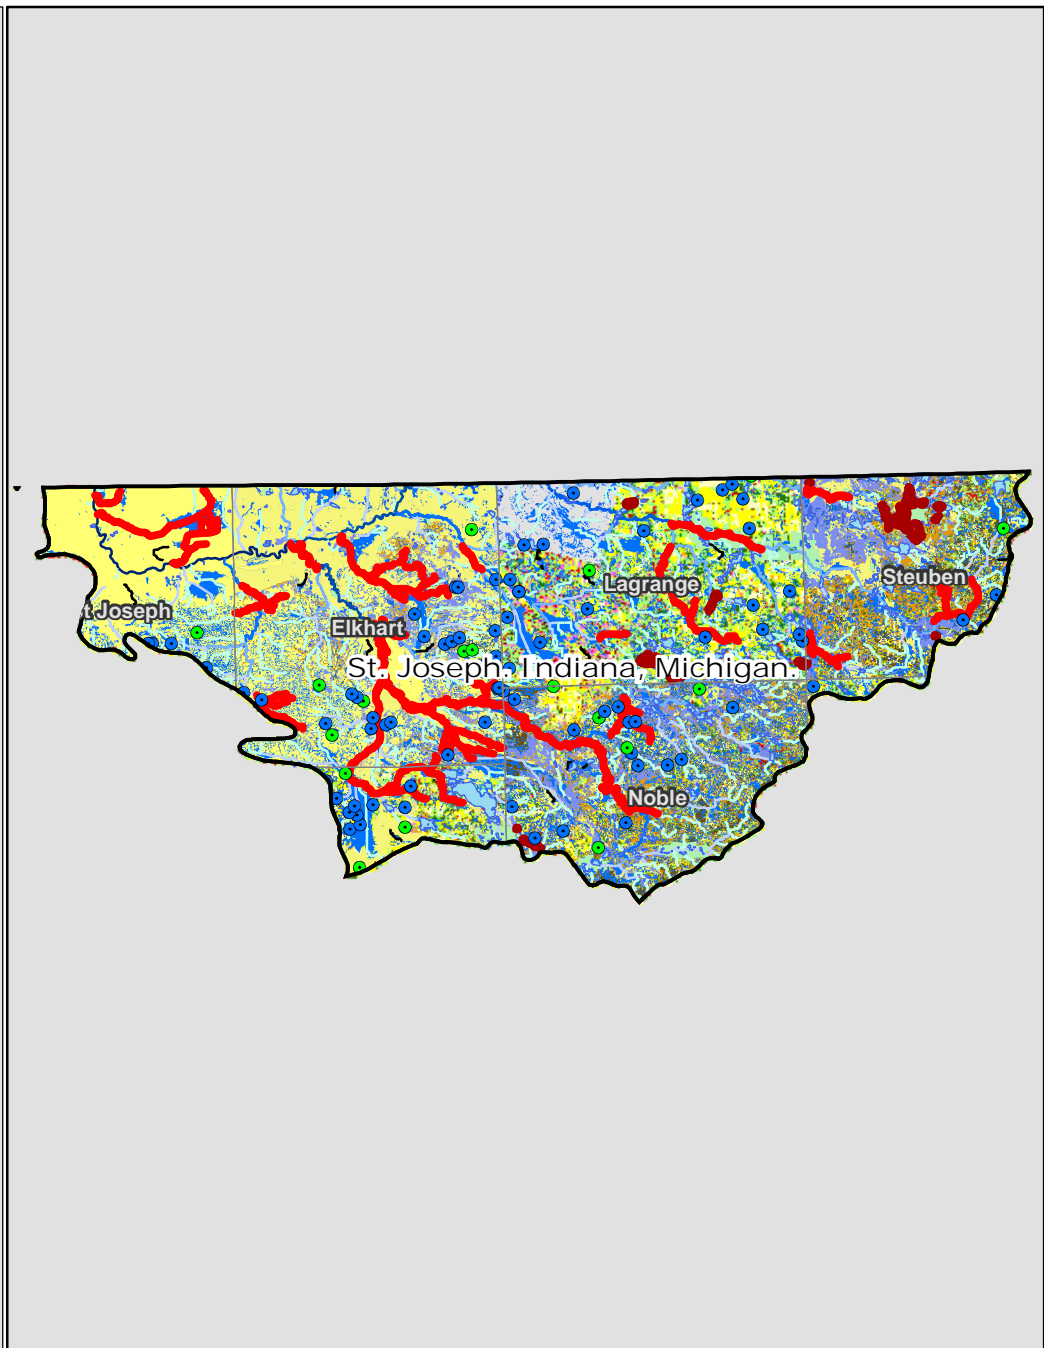 Steuben
Lagrange
t Joseph
Elkhart
St. Joseph. Indiana, Michigan.
Noble